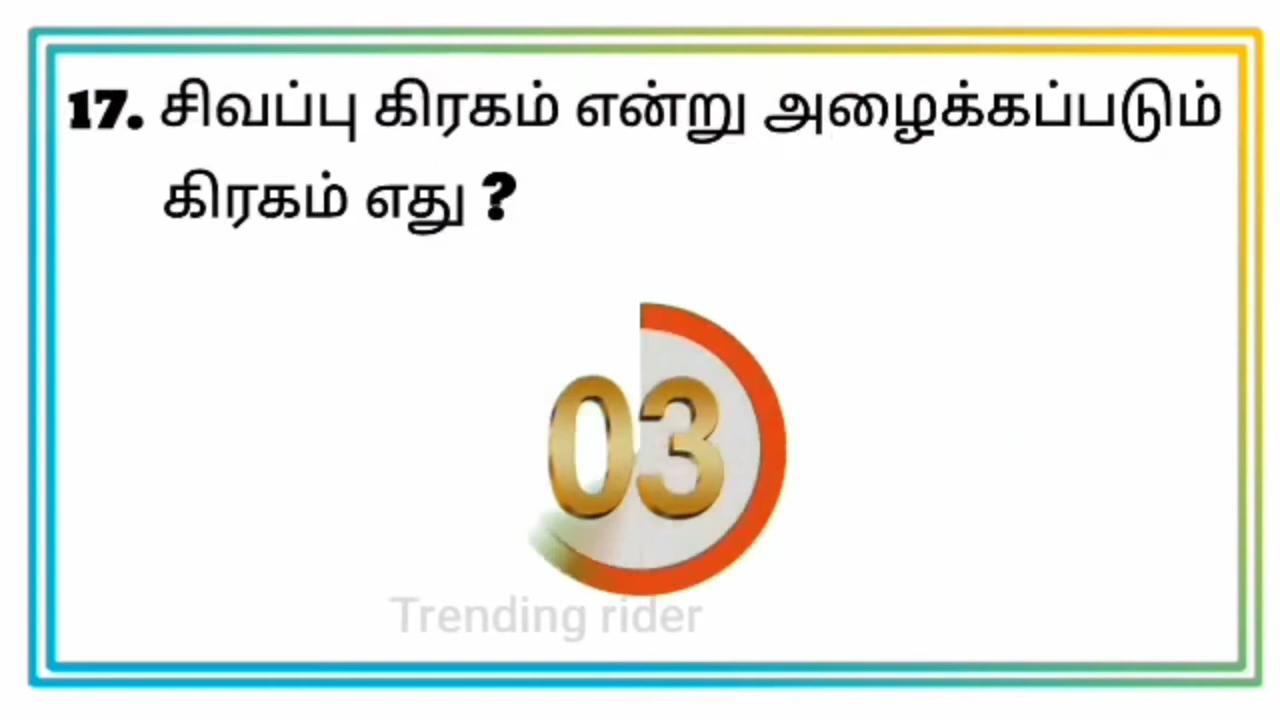 17. சிவப்பு கிரகம் என்று அழைக்கப்படும்
கிரகம் எது ?
03
Trending rider